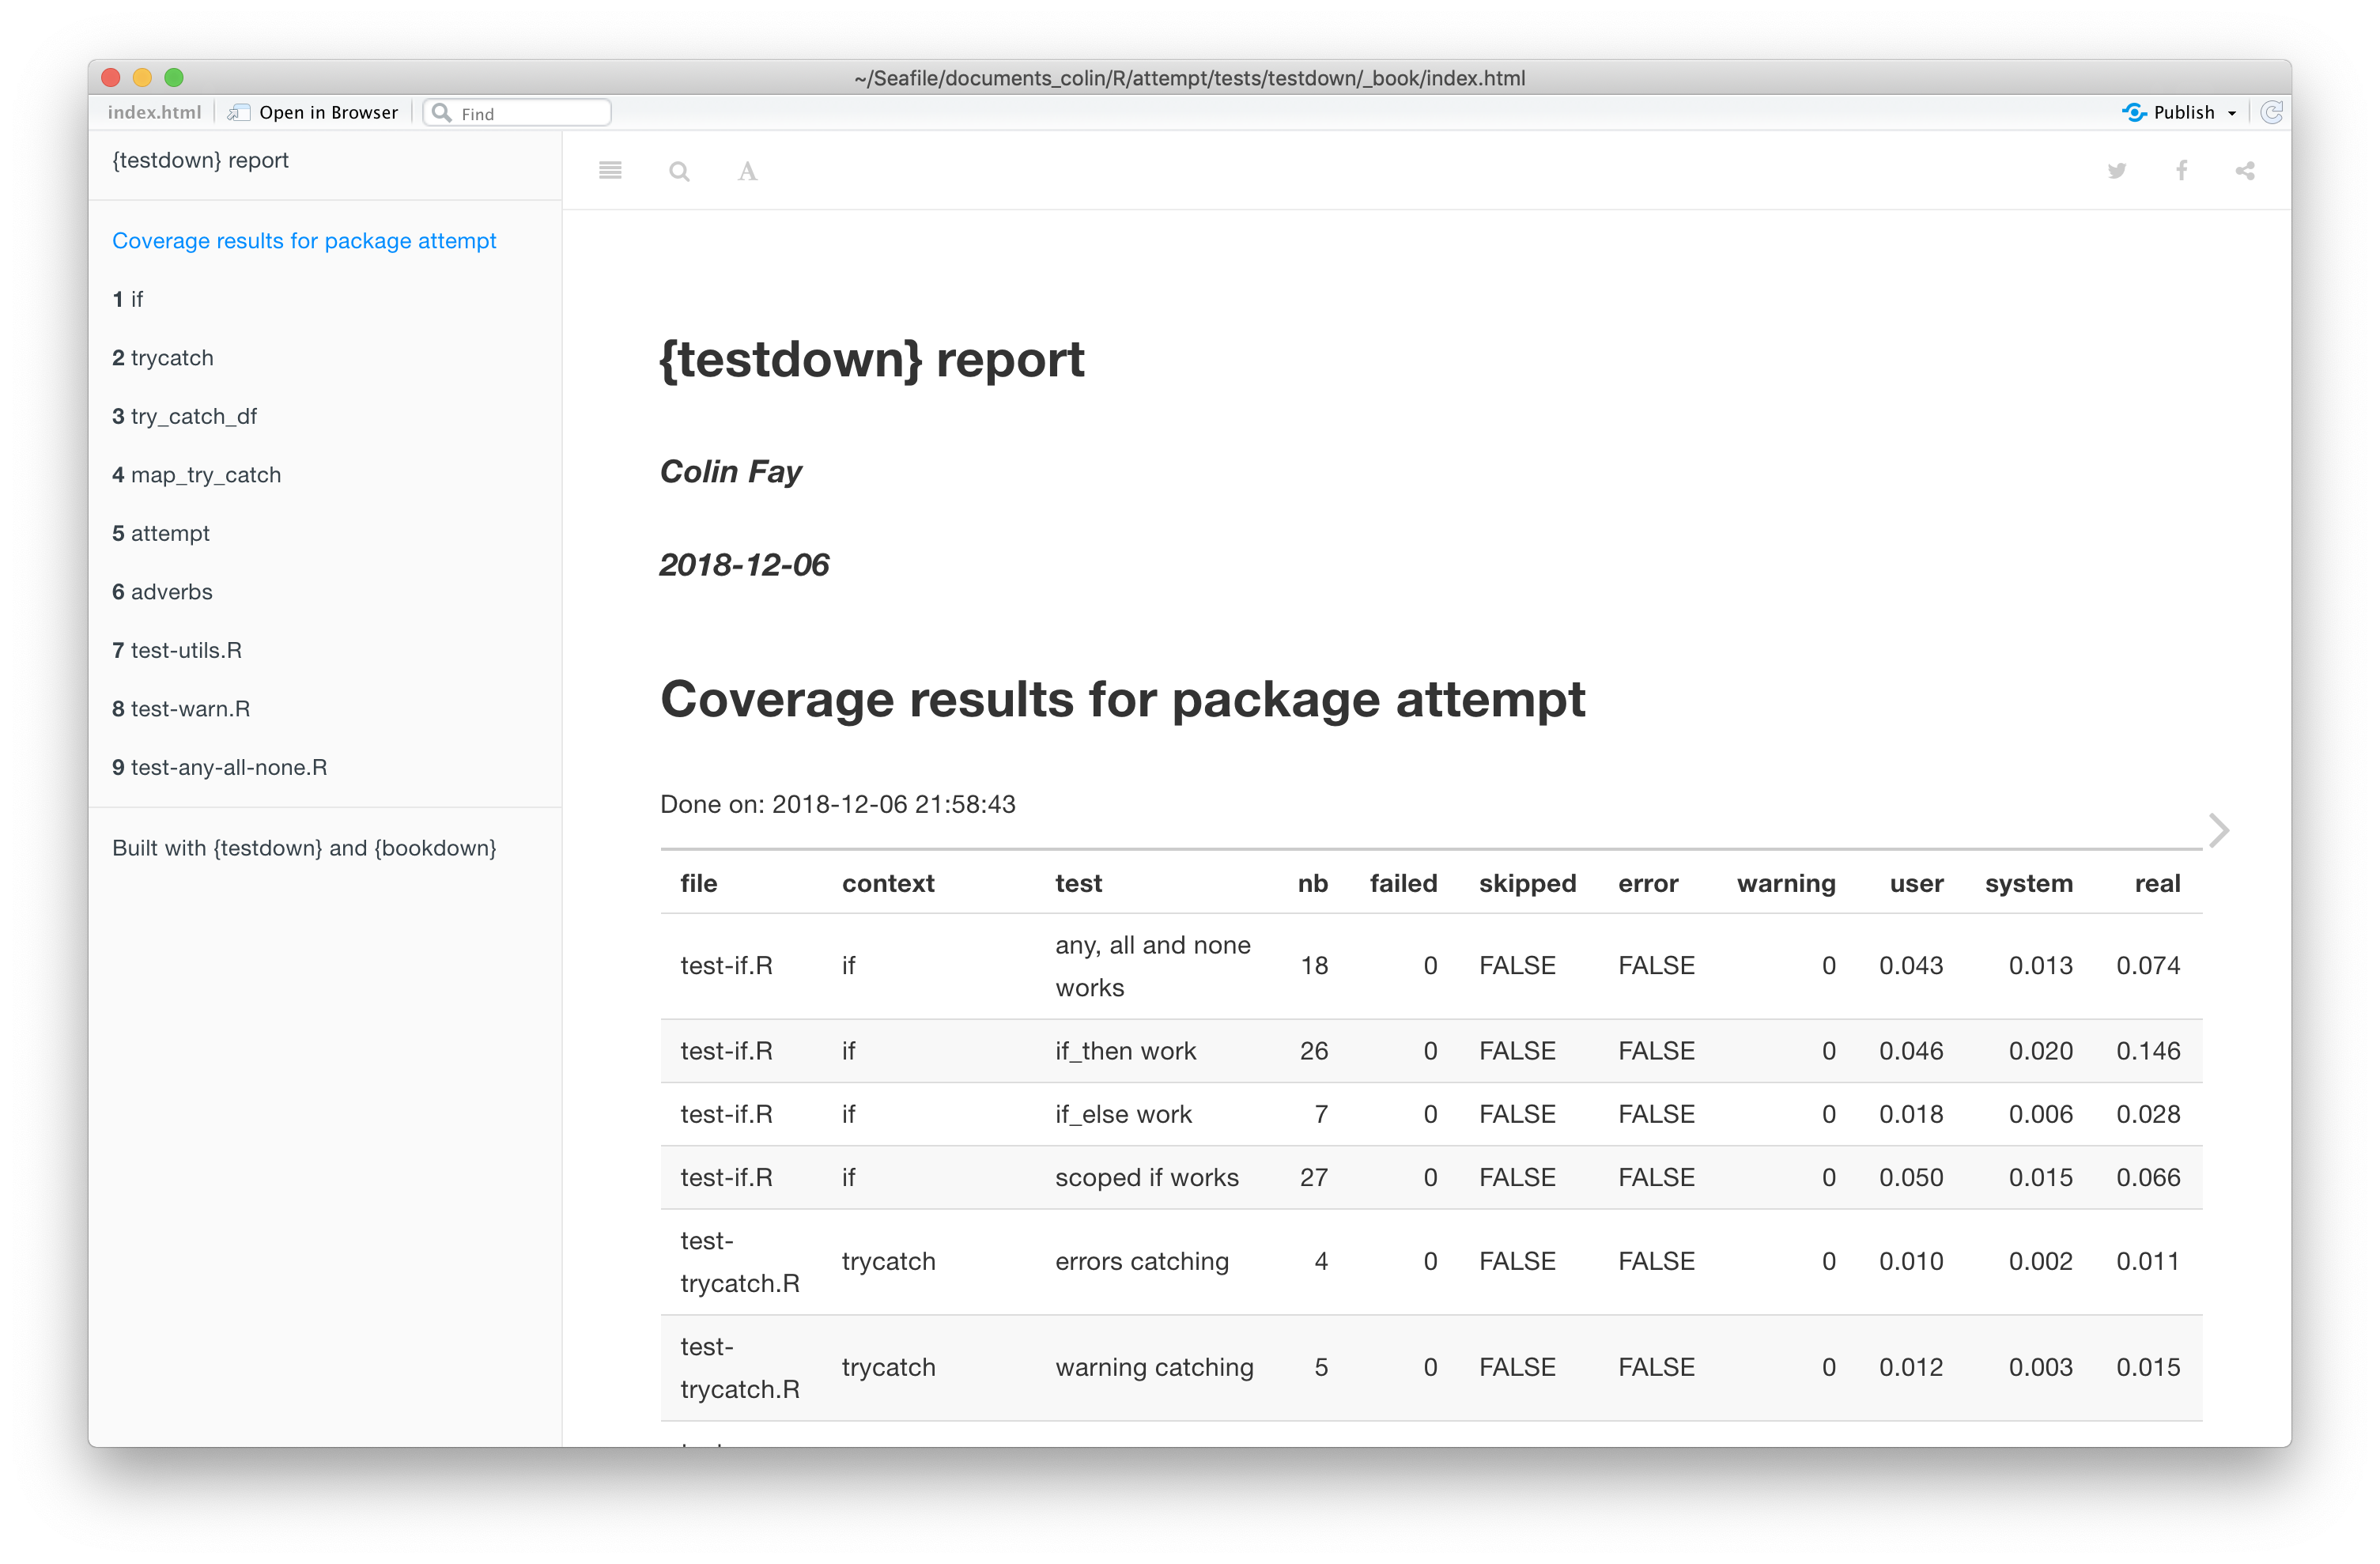 ~/Seafile/documents_colin/R/attempt/tests/testdown/_book/index.html
index.html Open in Browser Find Publish
{testdown} report
Coverage results for package attempt
1 if
2 trycatch
3 try_catch_df
4 map_try_catch
5 attempt
6 adverbs
7 test-utils.R
8 test-warn.R
9 test-any-all-none.R
Built with {testdown} and {bookdown}
A
{testdown} report
Colin Fay
2018-12-06
Coverage results for package attempt
Done on: 2018-12-06 21:58:43
file context test nb failed skipped error warning user system real
test-if.R if any, all and none works 18 0 FALSE FALSE 0 0.043 0.013 0.074
test-if.R if if_then work 26 0 FALSE FALSE 0 0.046 0.020 0.146
test-if.R if if_else work 7 0 FALSE FALSE 0 0.018 0.006 0.028
test-if.R if scoped if works 27 0 FALSE FALSE 0 0.050 0.015 0.066
test-trycatch.R trycatch errors catching 4 0 FALSE FALSE 0 0.010 0.002 0.011
test-trycatch.R trycatch warning catching 5 0 FALSE FALSE 0 0.012 0.003 0.015